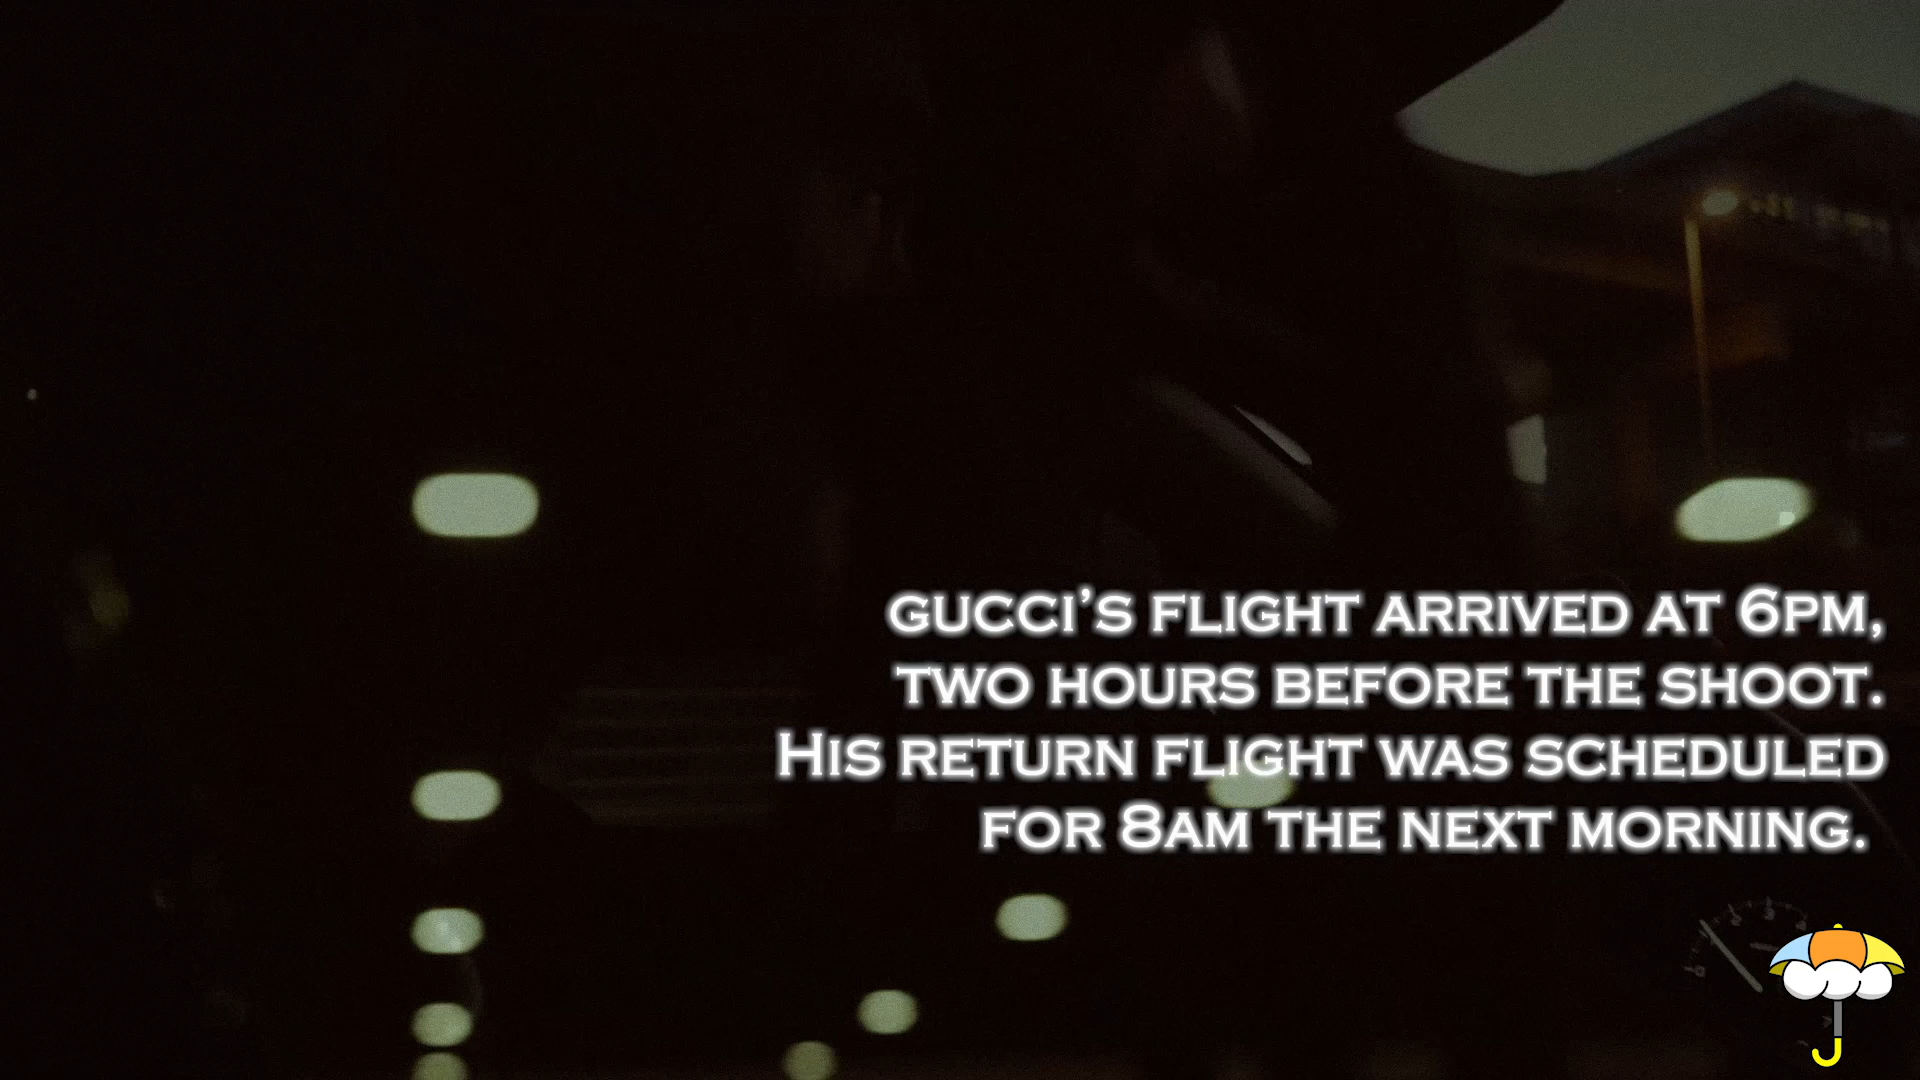 GUCCI’S FLIGHT ARRIVED AT 6PM,
TWO HOURS BEFORE THE SHOOT.
HIS RETURN FLIGHT WAS SCHEDULED
FOR 8AM THE NEXT MORNING.